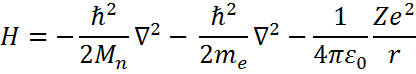 H = −ħ²/2Mₙ ∇² − ħ²/2mₑ ∇² − 1/4πε₀ Ze²/r